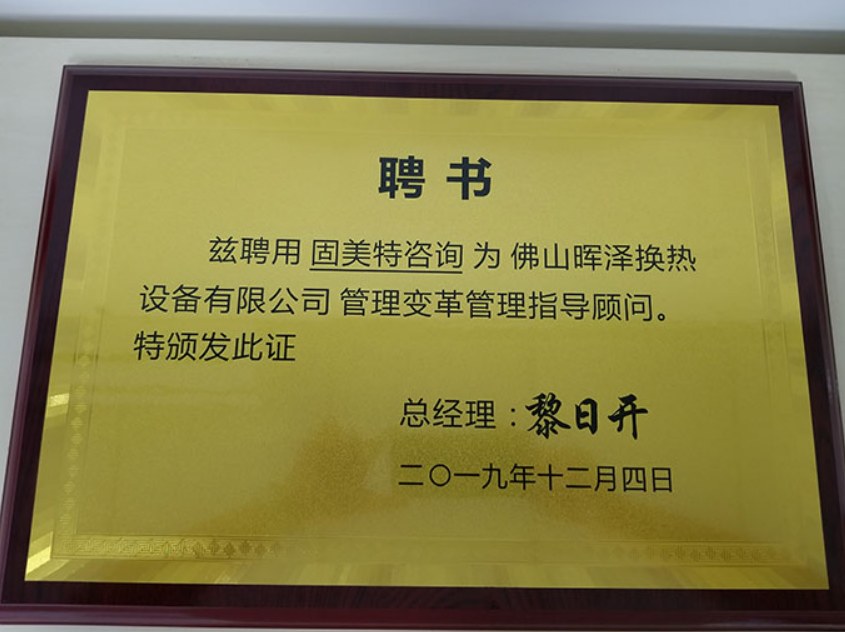 聘书
兹聘用 固美特咨询 为 佛山晖泽换热
设备有限公司 管理变革管理指导顾问。
特颁发此证
总经理：黎日开
二〇一九年十二月四日